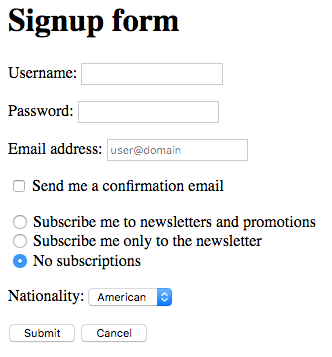 Signup form
Username:
Password:
Email address: user@domain
Send me a confirmation email
Subscribe me to newsletters and promotions
Subscribe me only to the newsletter
No subscriptions
Nationality: American
Submit Cancel